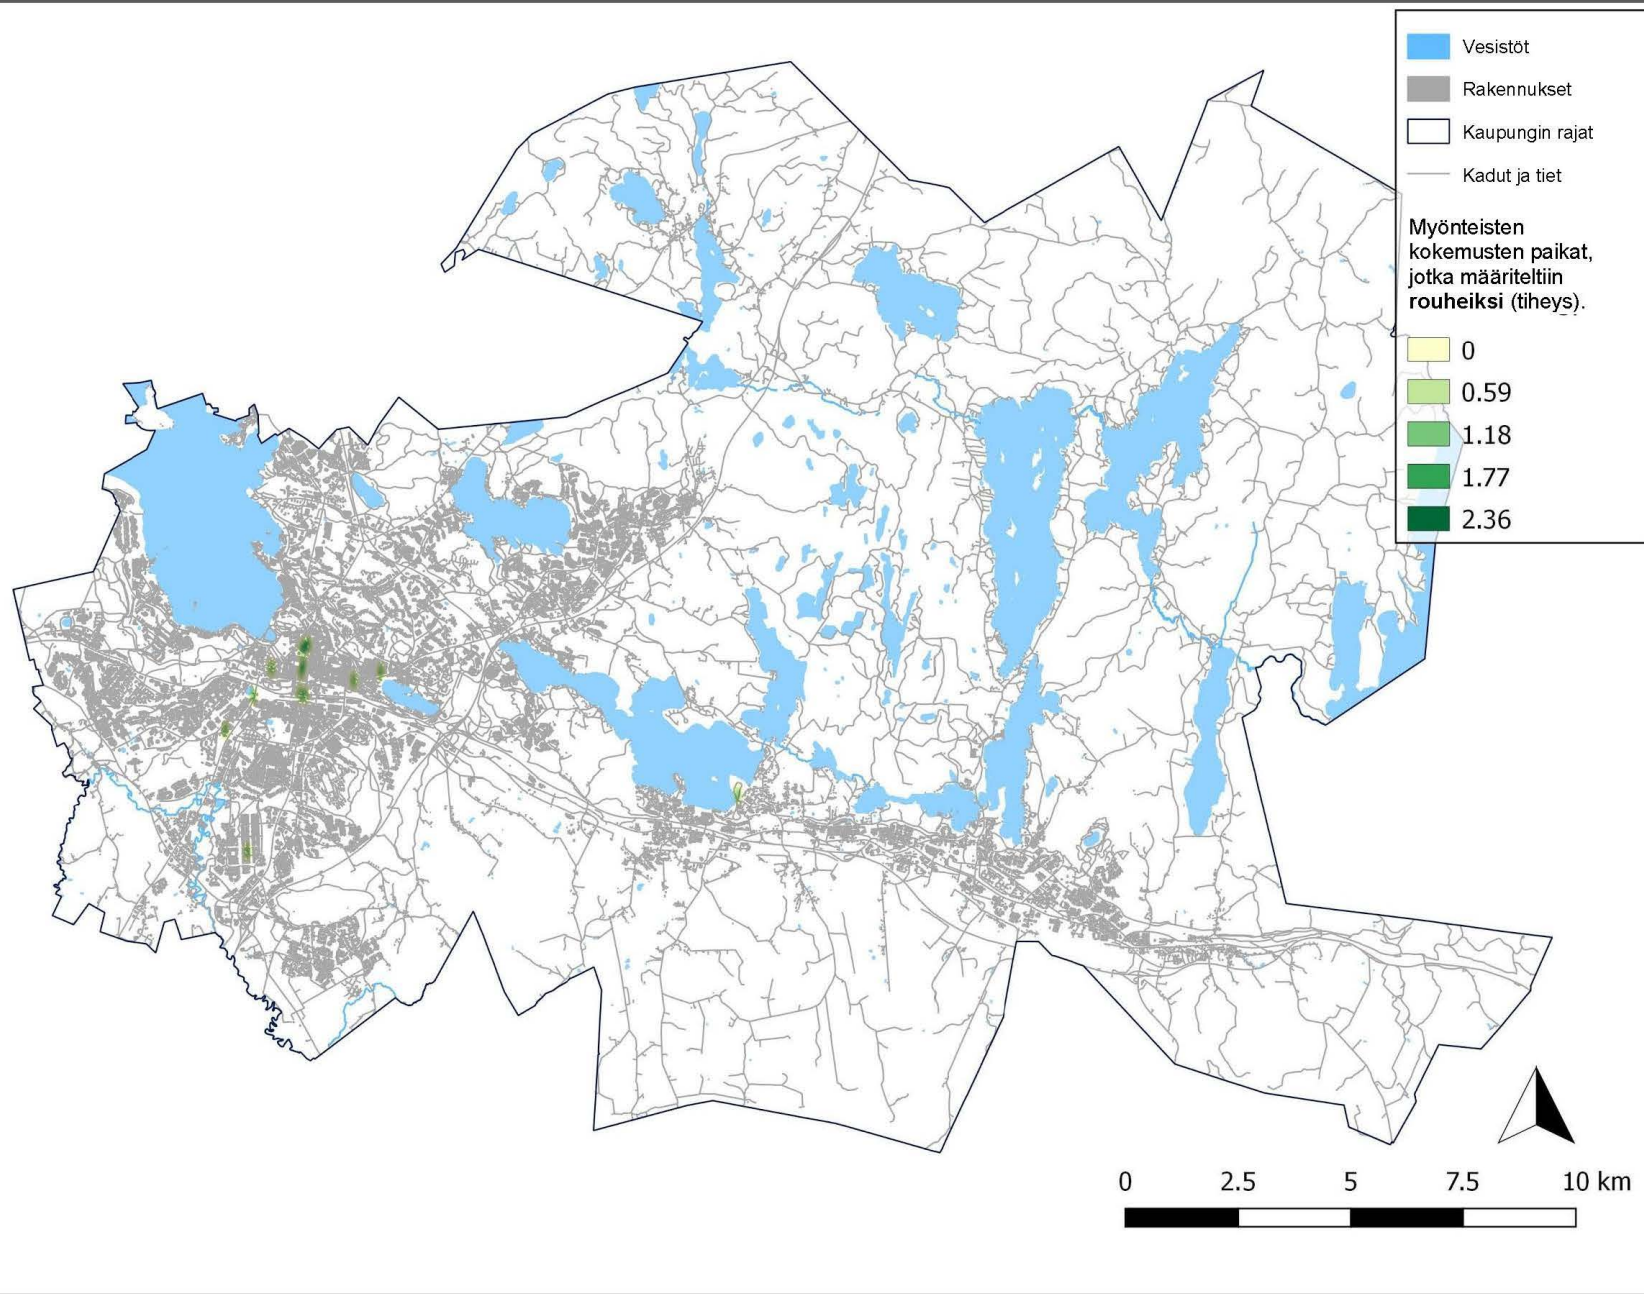 Vesistöt
Rakennukset
Kaupungin rajat
Kadut ja tiet
Myönteisten
kokemusten paikat,
jotka määriteltiin
rouheiksi (tiheys).
0
0.59
1.18
1.77
2.36
0 2.5 5 7.5 10 km